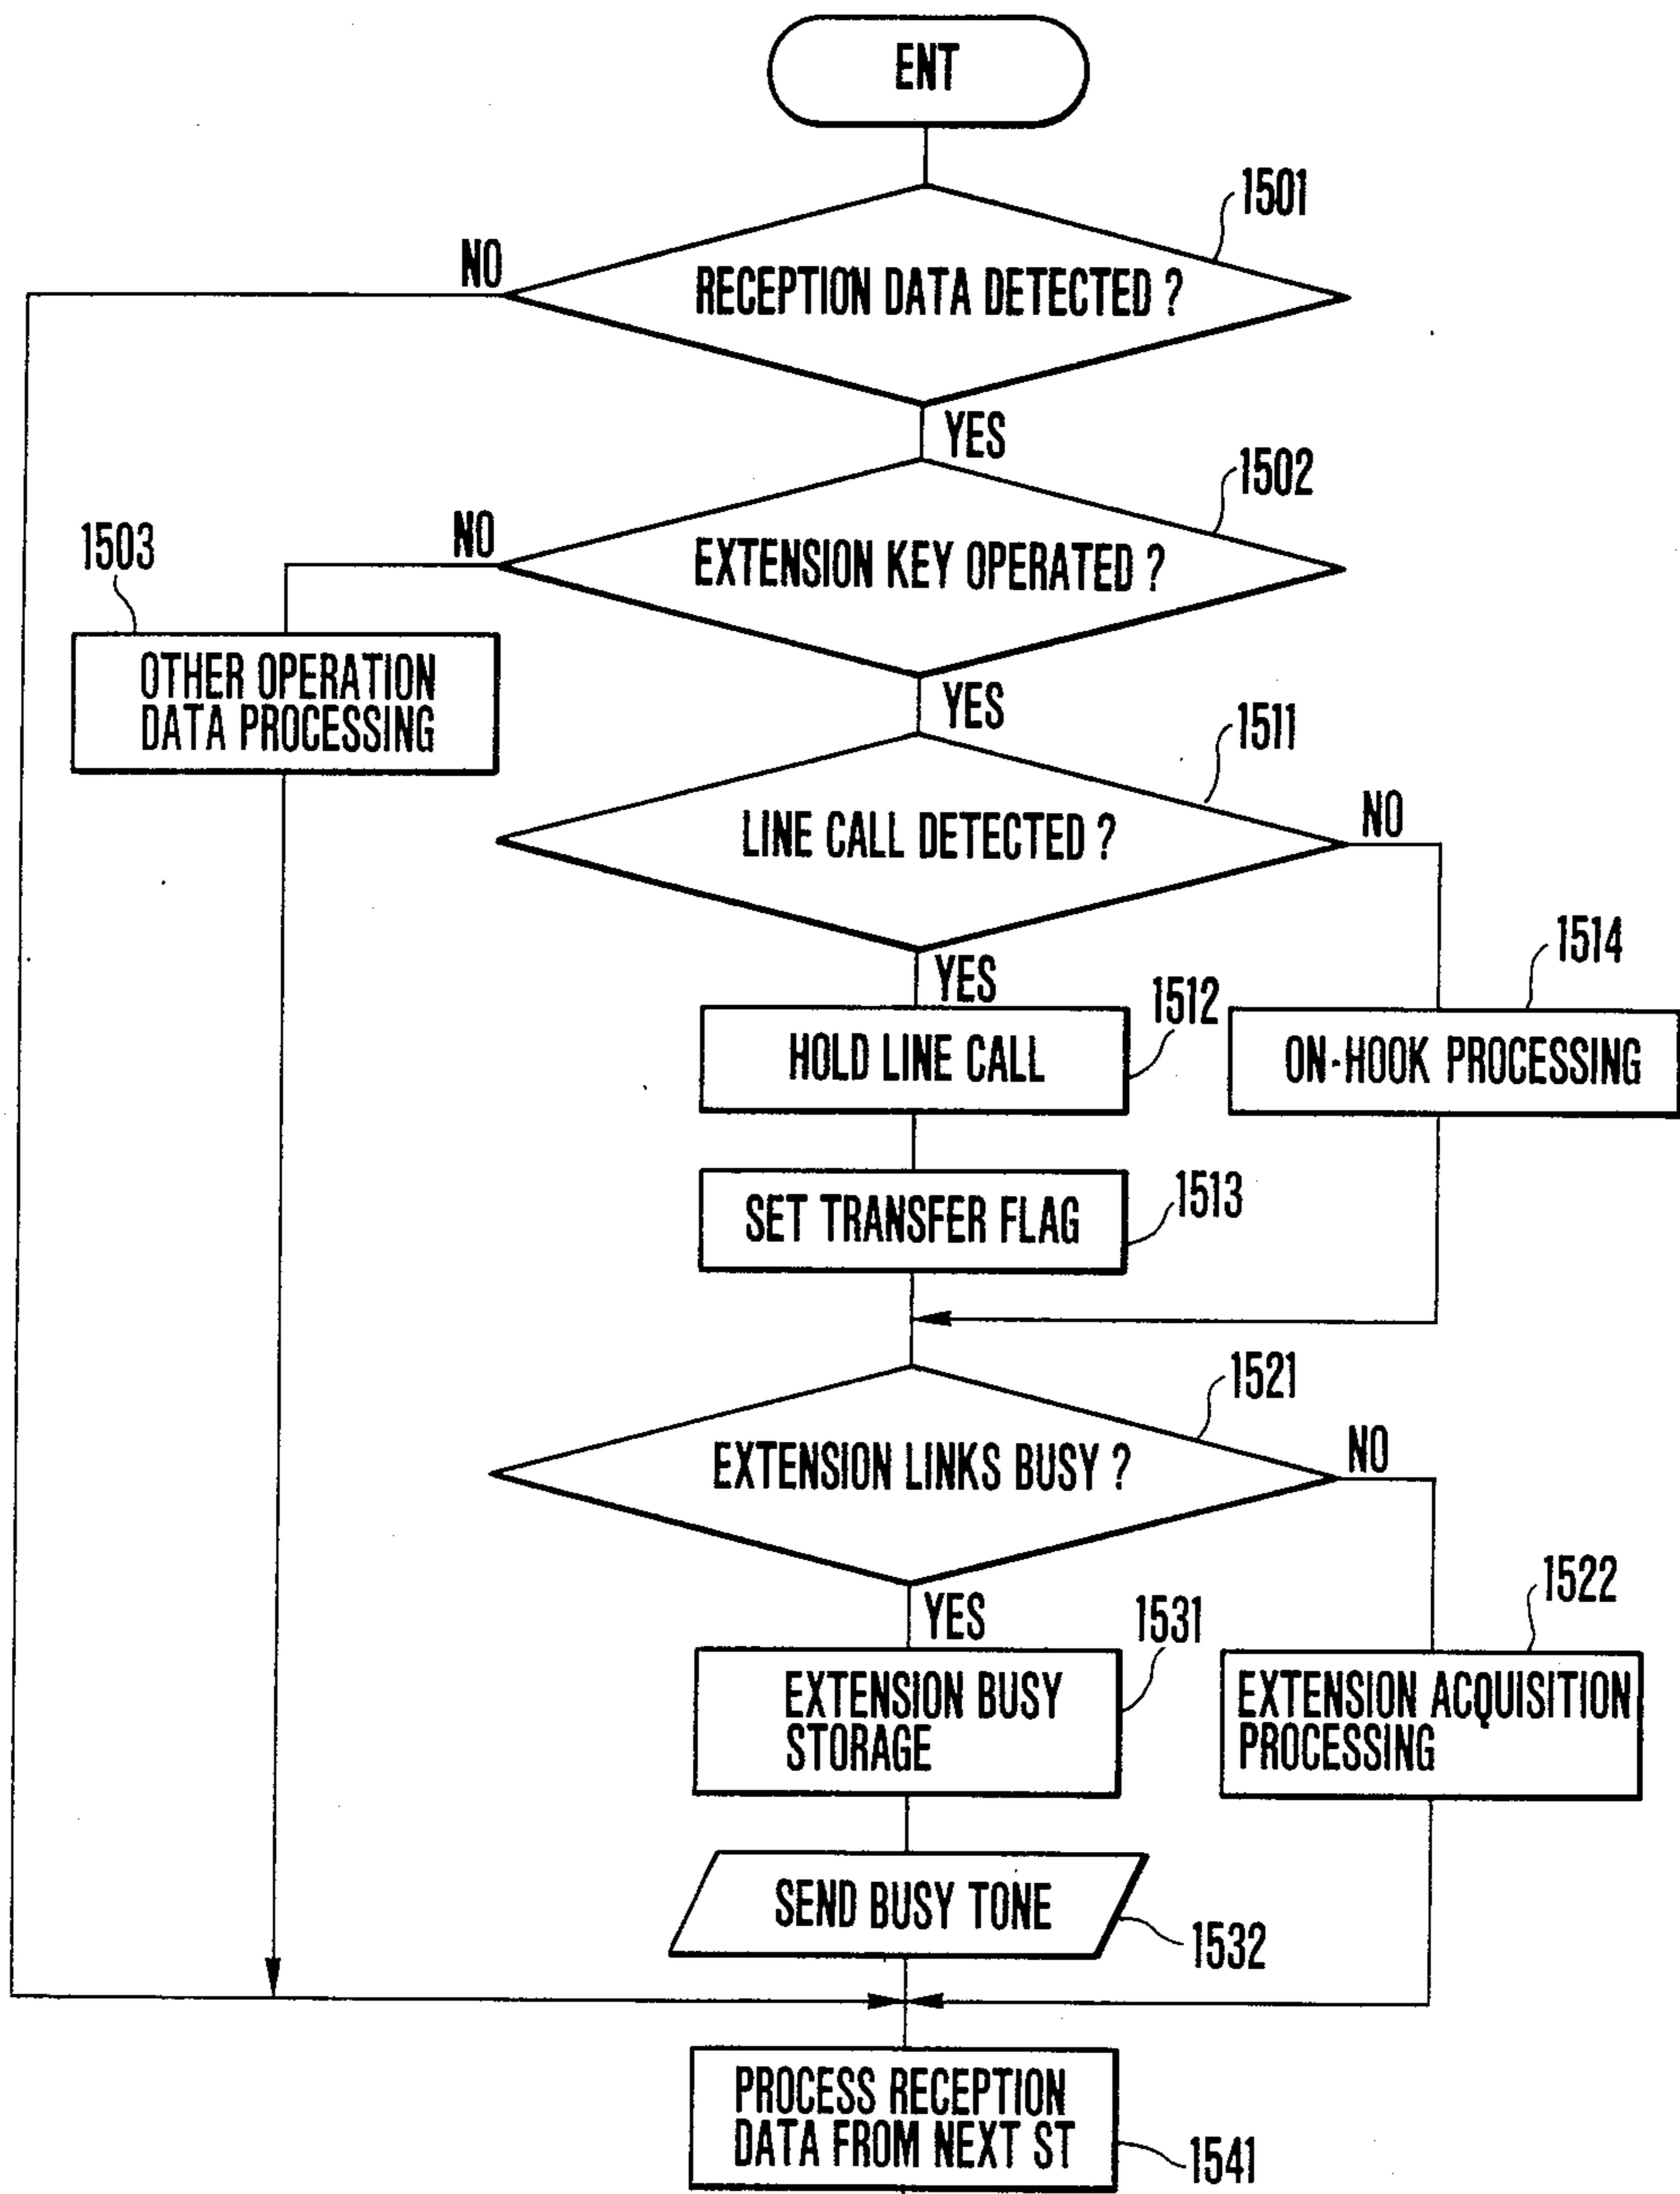 ENT
1501
NO
RECEPTION DATA DETECTED ?
YES
1502
1503
NO
EXTENSION KEY OPERATED ?
OTHER OPERATION
DATA PROCESSING
YES
1511
LINE CALL DETECTED ?
NO
YES
1512
1514
HOLD LINE CALL
ON-HOOK PROCESSING
SET TRANSFER FLAG
1513
1521
EXTENSION LINKS BUSY ?
NO
YES
1531
1522
EXTENSION BUSY
STORAGE
EXTENSION ACQUISITION
PROCESSING
SEND BUSY TONE
1532
PROCESS RECEPTION
DATA FROM NEXT ST
1541